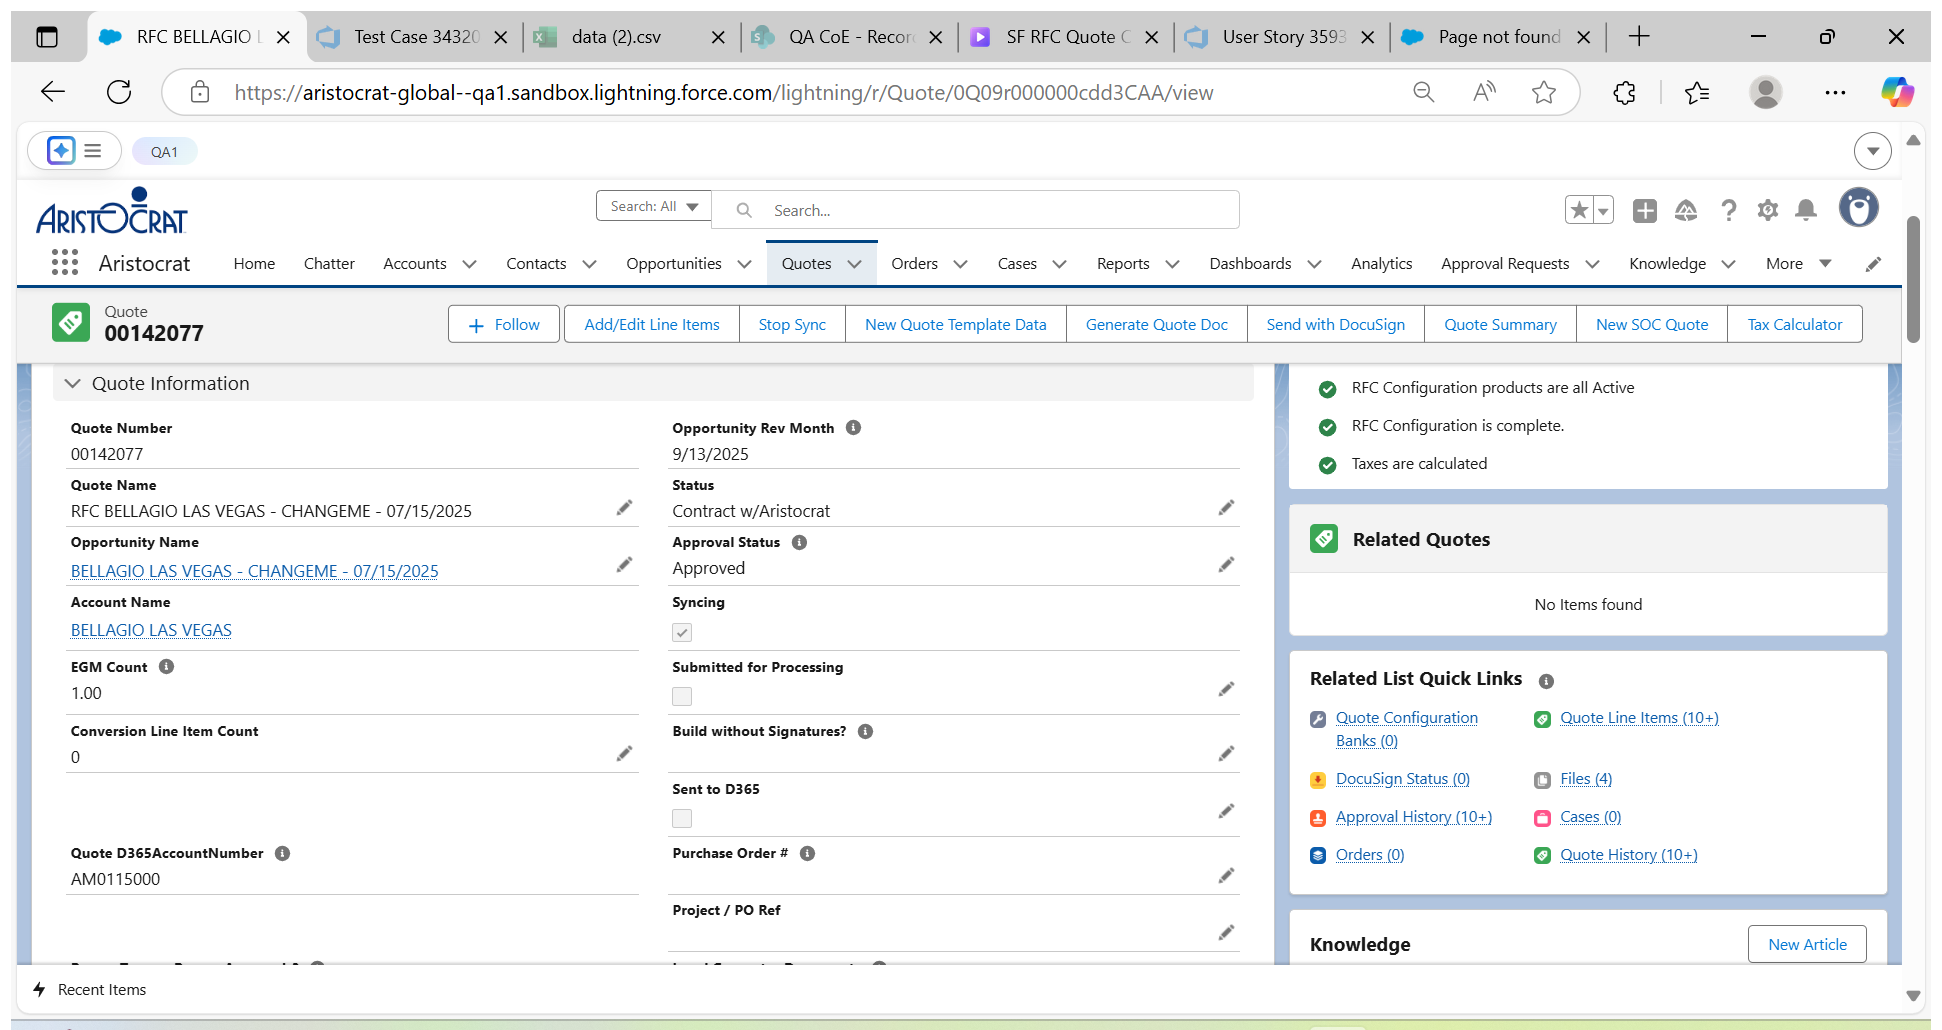 RFC BELLAGIO L
Test Case 34320
data (2).csv
QA CoE - Recor
SF RFC Quote C
User Story 3593
Page not found
https://aristocrat-global--qa1.sandbox.lightning.force.com/lightning/r/Quote/0Q09r000000cdd3CAA/view
QA1
ARISTOCRAT
Search: All
Search...
Aristocrat
Home
Chatter
Accounts
Contacts
Opportunities
Quotes
Orders
Cases
Reports
Dashboards
Analytics
Approval Requests
Knowledge
More
Quote
00142077
Follow
Add/Edit Line Items
Stop Sync
New Quote Template Data
Generate Quote Doc
Send with DocuSign
Quote Summary
New SOC Quote
Tax Calculator
Quote Information
Quote Number
00142077
Quote Name
RFC BELLAGIO LAS VEGAS - CHANGEME - 07/15/2025
Opportunity Name
BELLAGIO LAS VEGAS - CHANGEME - 07/15/2025
Account Name
BELLAGIO LAS VEGAS
EGM Count
1.00
Conversion Line Item Count
0
Quote D365AccountNumber
AM0115000
Opportunity Rev Month
9/13/2025
Status
Contract w/Aristocrat
Approval Status
Approved
Syncing
Submitted for Processing
Build without Signatures?
Sent to D365
Purchase Order #
Project / PO Ref
RFC Configuration products are all Active
RFC Configuration is complete.
Taxes are calculated
Related Quotes
No Items found
Related List Quick Links
Quote Configuration
Banks (0)
Quote Line Items (10+)
DocuSign Status (0)
Files (4)
Approval History (10+)
Cases (0)
Orders (0)
Quote History (10+)
Knowledge
New Article
Recent Items